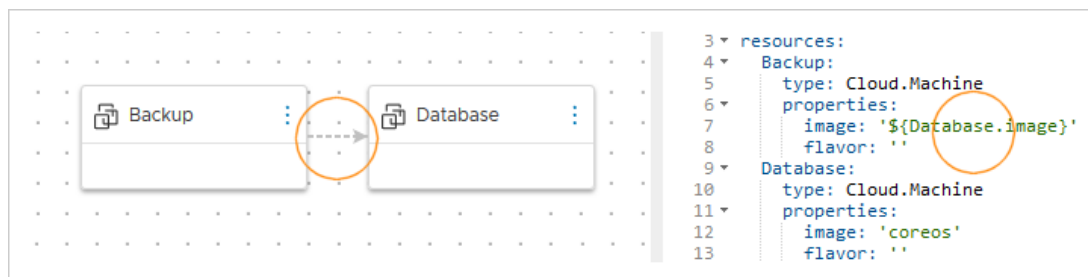 Backup
Database
3 resources:
4 Backup:
5 type: Cloud.Machine
6 properties:
7 image: '${Database.image}'
8 flavor: ''
9 Database:
10 type: Cloud.Machine
11 properties:
12 image: 'coreos'
13 flavor: ''